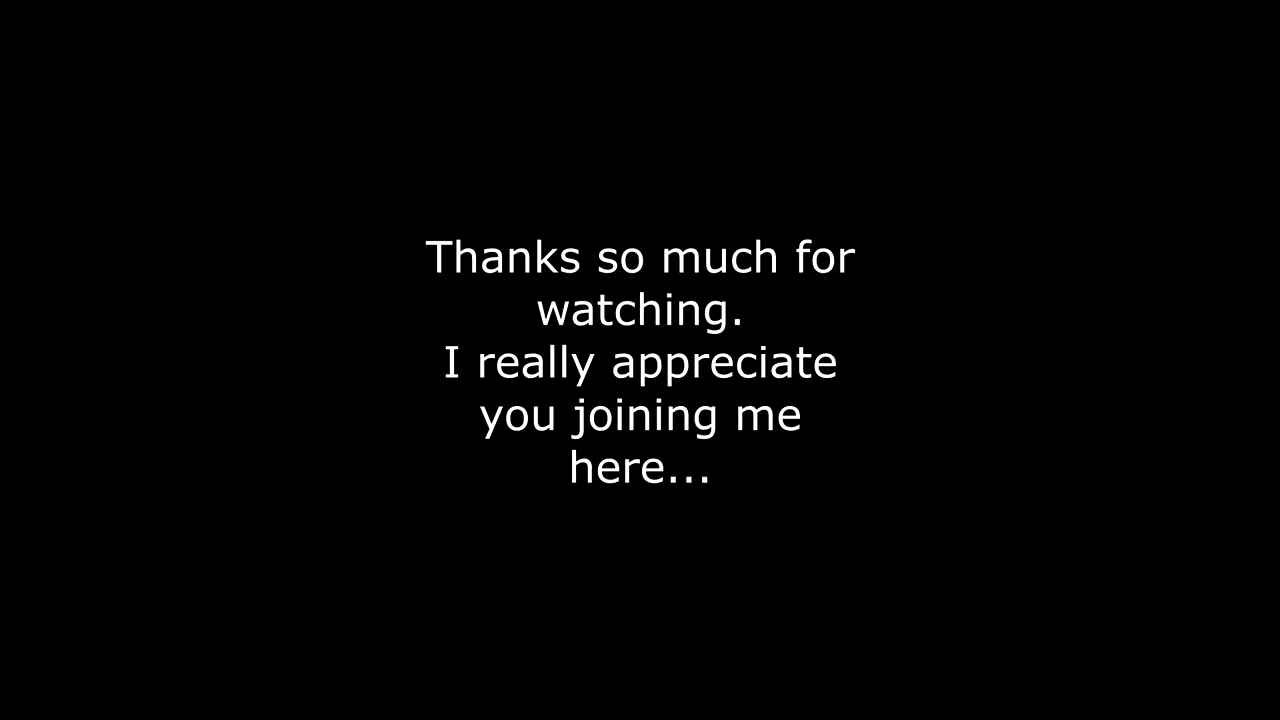 Thanks so much for
watching.
I really appreciate
you joining me
here...